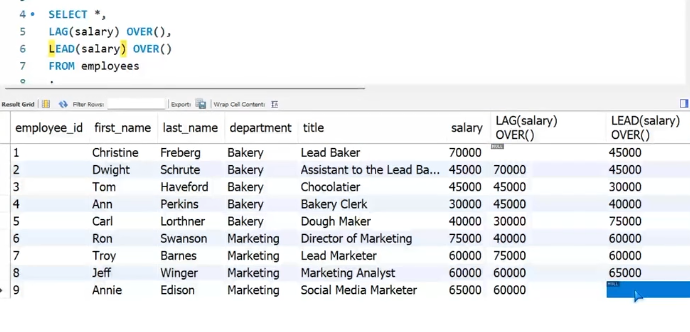 4 SELECT *,
5 LAG(salary) OVER(),
6 LEAD(salary) OVER()
7 FROM employees
8 ;
Result Grid Filter Rows: Export: Wrap Cell Content:
employee_id first_name last_name department title salary LAG(salary) OVER() LEAD(salary) OVER()
1 Christine Freberg Bakery Lead Baker 70000 NULL 45000
2 Dwight Schrute Bakery Assistant to the Lead Ba... 45000 70000 45000
3 Tom Haveford Bakery Chocolatier 45000 45000 30000
4 Ann Perkins Bakery Bakery Clerk 30000 45000 40000
5 Carl Lorthner Bakery Dough Maker 40000 30000 75000
6 Ron Swanson Marketing Director of Marketing 75000 40000 60000
7 Troy Barnes Marketing Lead Marketer 60000 75000 60000
8 Jeff Winger Marketing Marketing Analyst 60000 60000 65000
9 Annie Edison Marketing Social Media Marketer 65000 60000 NULL